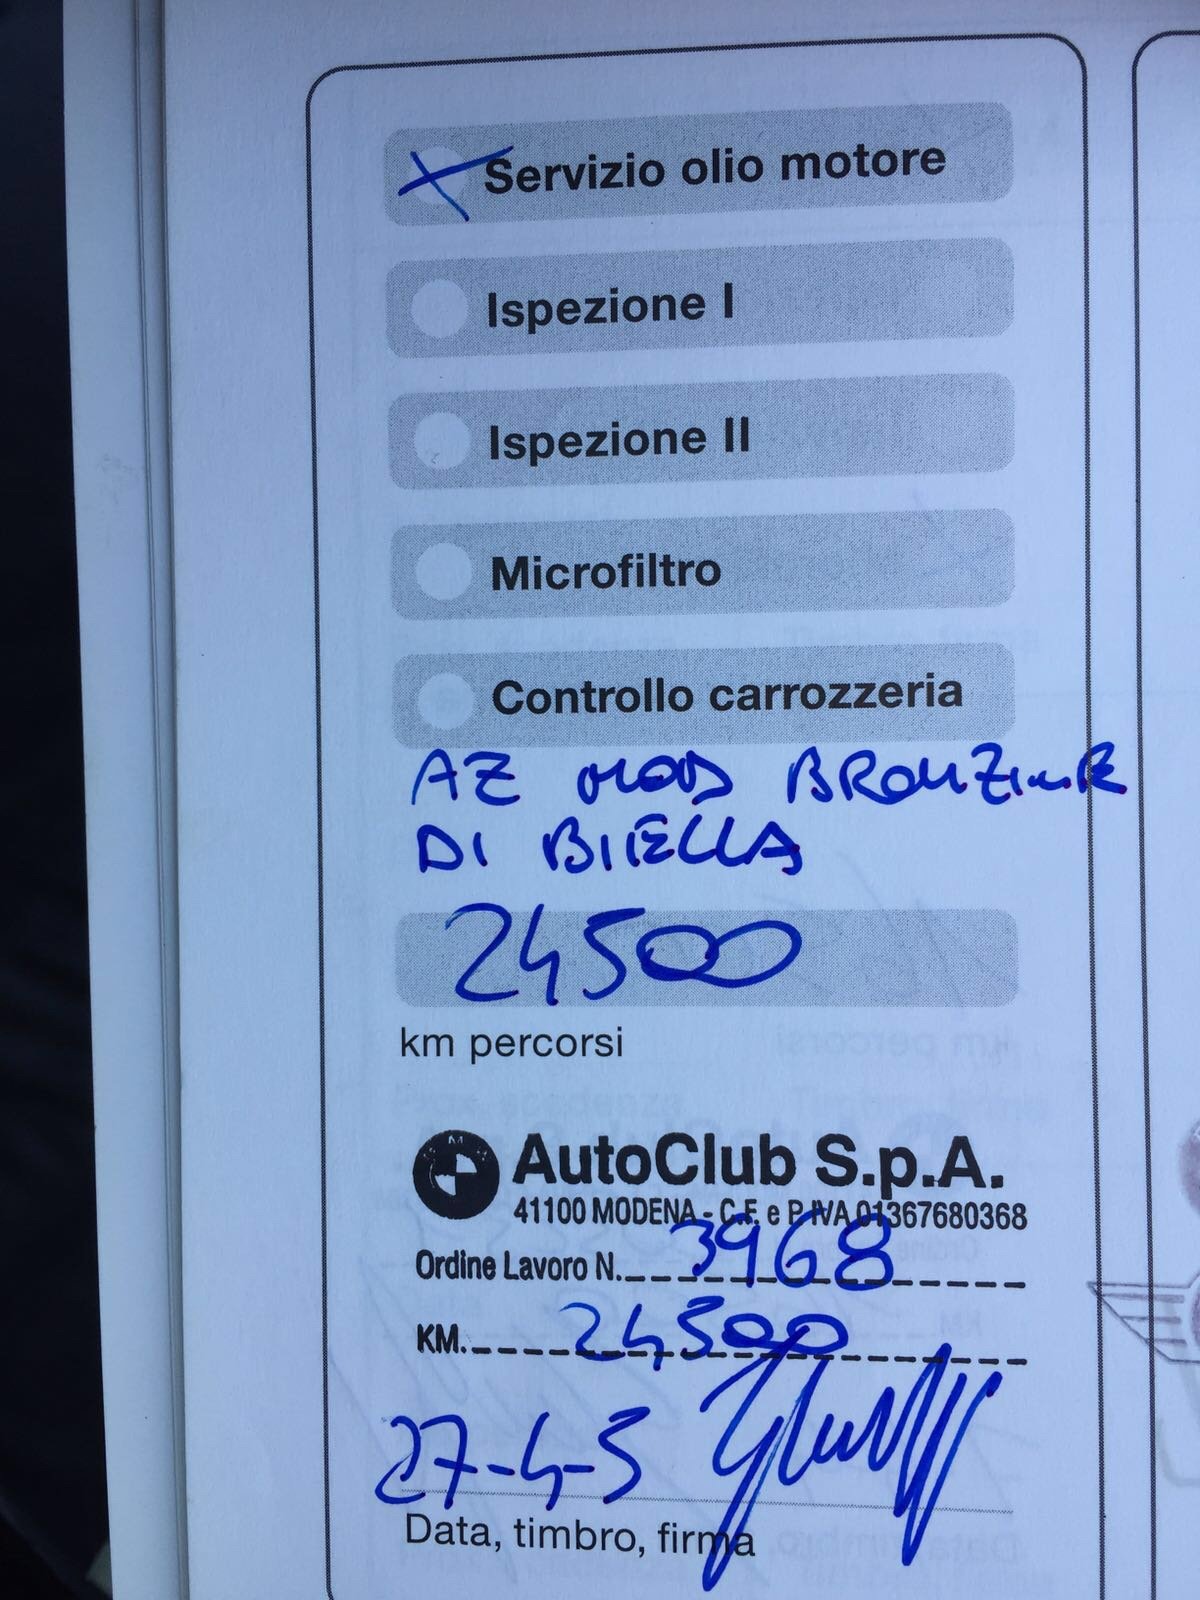 Servizio olio motore
Ispezione I
Ispezione II
Microfiltro
Controllo carrozzeria
AZ MOD BRONZINE
DI BIELLA
24500
km percorsi
AutoClub S.p.A.
41100 MODENA - C.F. e P.IVA 01367680368
Ordine Lavoro N. 3968
KM. 24500
27-4-5
Data, timbro, firma